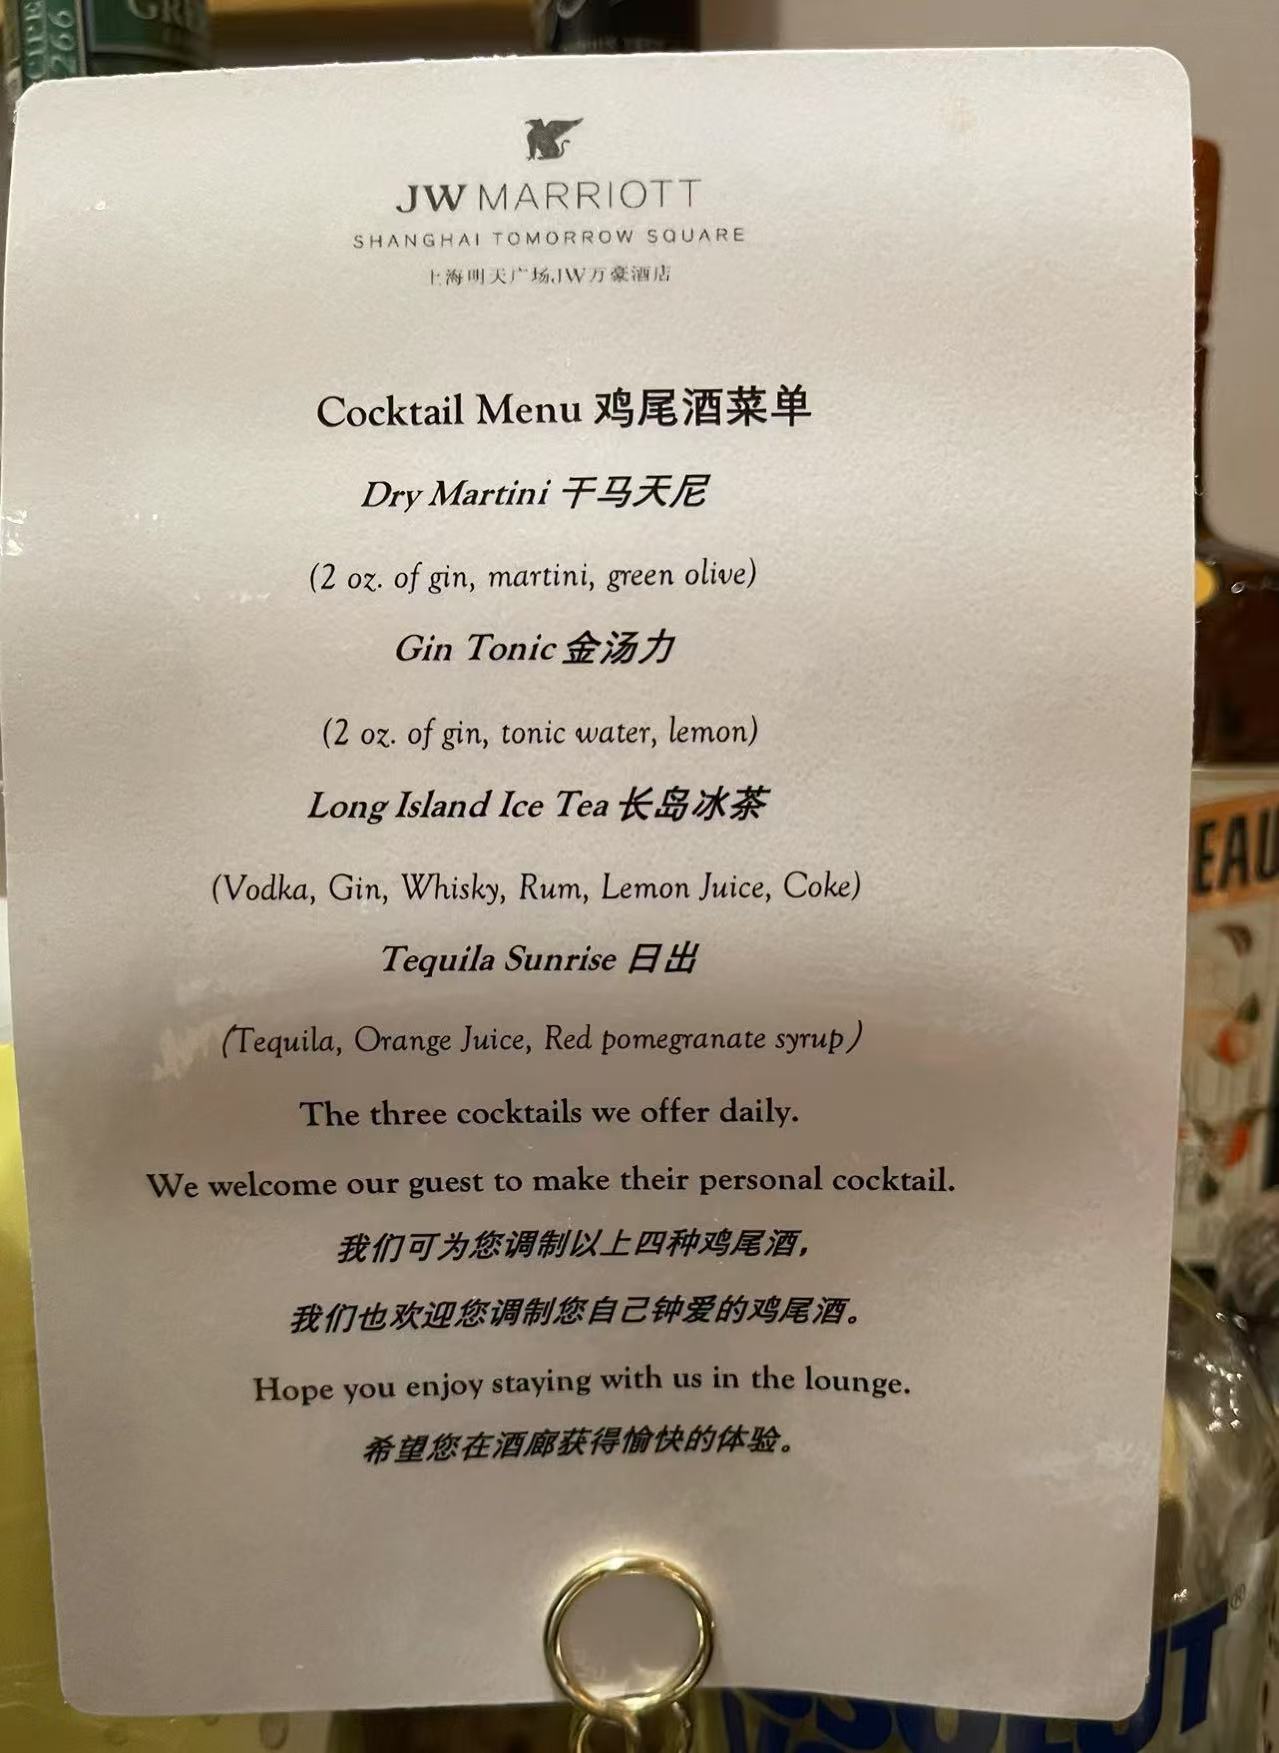 CIPE
266
GRE
JW MARRIOTT
SHANGHAI TOMORROW SQUARE
上海明天广场JW万豪酒店
Cocktail Menu 鸡尾酒菜单
Dry Martini 干马天尼
(2 oz. of gin, martini, green olive)
Gin Tonic 金汤力
(2 oz. of gin, tonic water, lemon)
Long Island Ice Tea 长岛冰茶
(Vodka, Gin, Whisky, Rum, Lemon Juice, Coke)
Tequila Sunrise 日出
(Tequila, Orange Juice, Red pomegranate syrup)
The three cocktails we offer daily.
We welcome our guest to make their personal cocktail.
我们可为您调制以上四种鸡尾酒,
我们也欢迎您调制您自己钟爱的鸡尾酒。
Hope you enjoy staying with us in the lounge.
希望您在酒廊获得愉快的体验。
EAU
SOLUT®